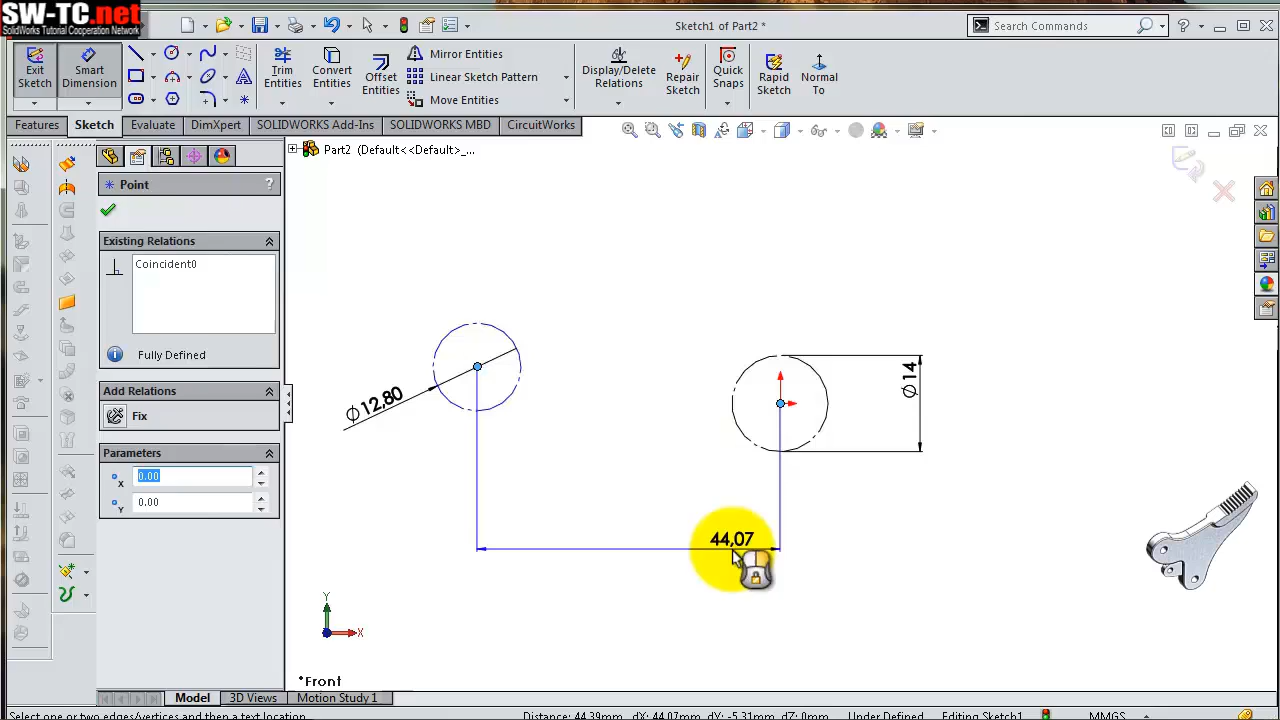 SW-TC.net
SolidWorks Tutorial Cooperation Network
Sketch1 of Part2 *
Search Commands
Exit Sketch
Smart Dimension
Trim Entities
Convert Entities
Offset Entities
Mirror Entities
Linear Sketch Pattern
Move Entities
Display/Delete Relations
Repair Sketch
Quick Snaps
Rapid Sketch
Normal To
Features
Sketch
Evaluate
DimXpert
SOLIDWORKS Add-Ins
SOLIDWORKS MBD
CircuitWorks
Part2 (Default<<Default>_...
Point
?
Existing Relations
Coincident0
Fully Defined
Add Relations
Fix
Parameters
X 0.00
Y 0.00
∅12,80
∅14
44,07
Y
X
*Front
Model
3D Views
Motion Study 1
Select one or two edges/vertices and then a text location
Distance: 44.39mm
dX: 44.07mm
dY: -5.31mm
dZ: 0mm
Under Defined
Editing Sketch1
MMGS